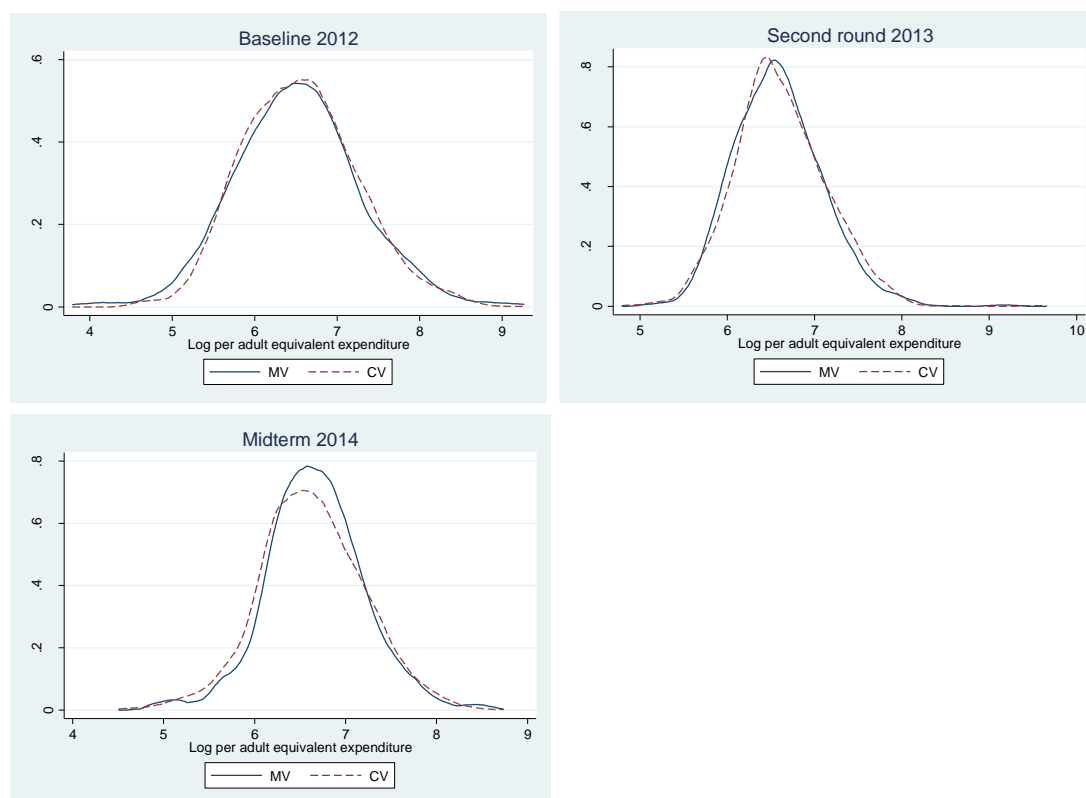 Baseline 2012
.6
.4
.2
0
4 5 6 7 8 9
Log per adult equivalent expenditure
MV CV
Second round 2013
.8
.6
.4
.2
0
5 6 7 8 9 10
Log per adult equivalent expenditure
MV CV
Midterm 2014
.8
.6
.4
.2
0
4 5 6 7 8 9
Log per adult equivalent expenditure
MV CV